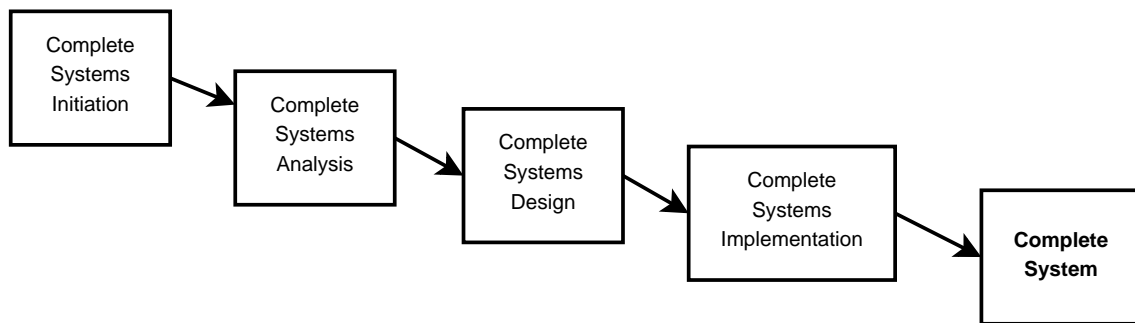 Complete
Systems
Initiation
Complete
Systems
Analysis
Complete
Systems
Design
Complete
Systems
Implementation
Complete
System